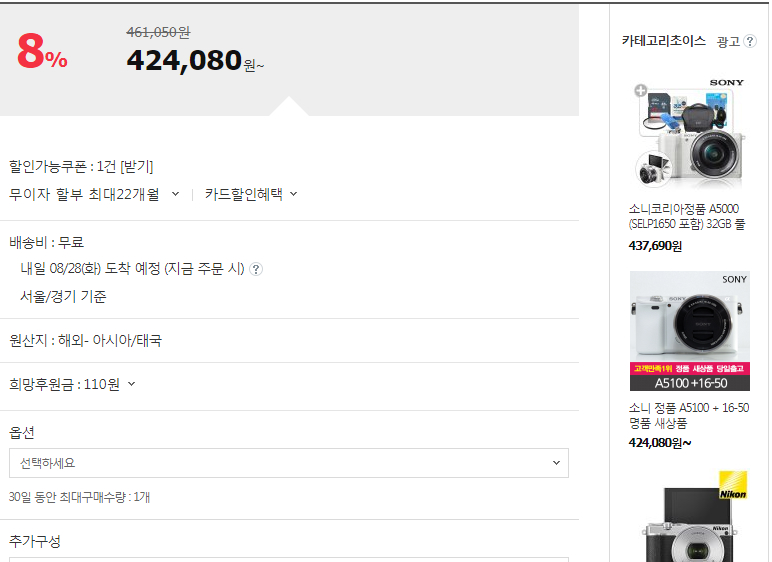 8%
461,050원
424,080원~
할인가능쿠폰 : 1건 [받기]
무이자 할부 최대22개월
카드할인혜택
배송비 : 무료
내일 08/28(화) 도착 예정 (지금 주문 시) ?
서울/경기 기준
원산지 : 해외- 아시아/태국
희망후원금 : 110원
옵션
선택하세요
30일 동안 최대구매수량 : 1개
추가구성
카테고리초이스 광고 ?
SONY
소니코리아정품 A5000
(SELP1650 포함) 32GB 풀
437,690원
SONY
SONY
고객만족1위 정품 새상품 당일출고
A5100 +16-50
소니 정품 A5100 + 16-50
명품 새상품
424,080원~
Nikon
Nikon